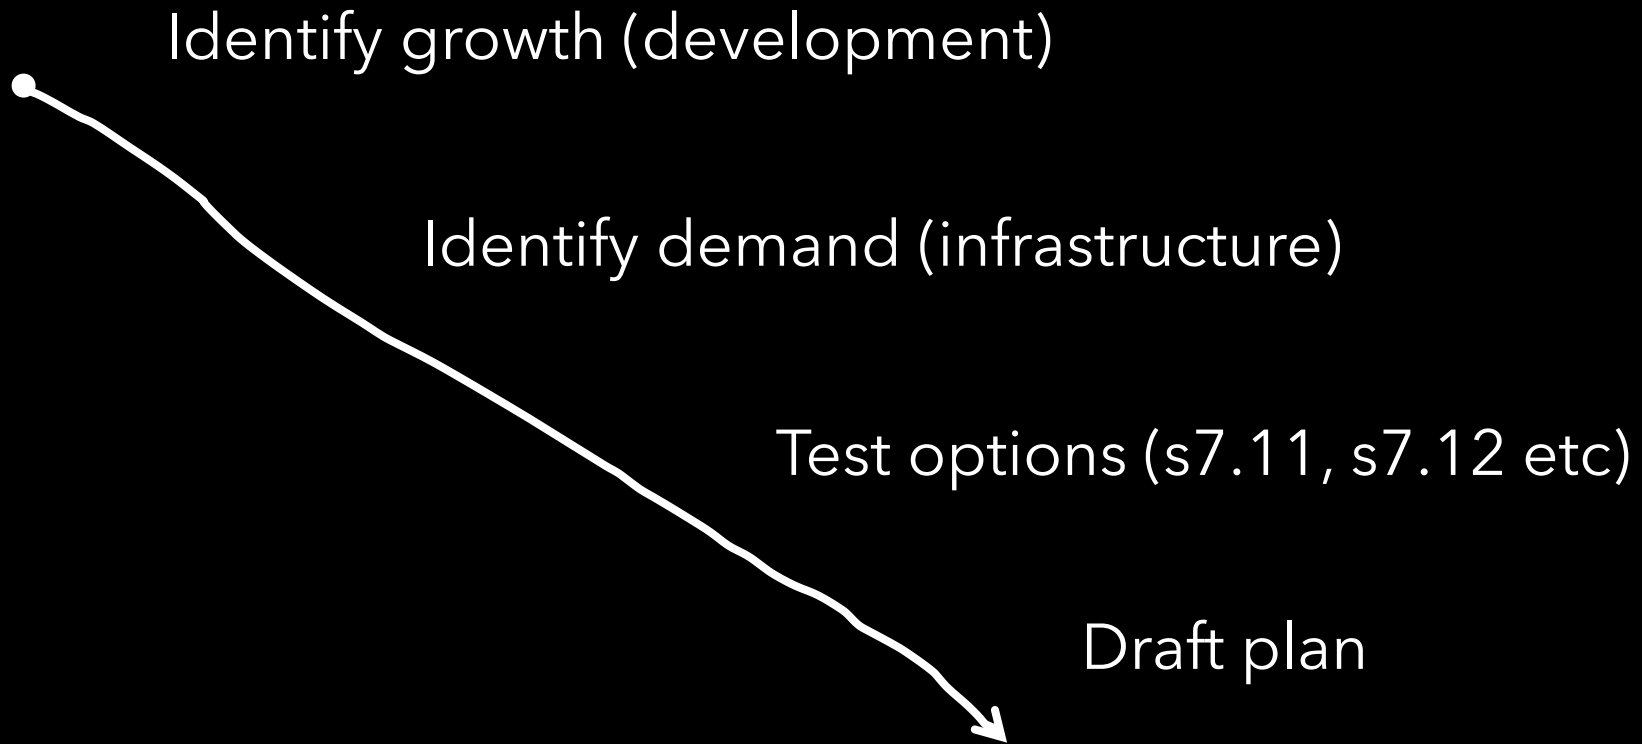 Identify growth (development)
Identify demand (infrastructure)
Test options (s7.11, s7.12 etc)
Draft plan